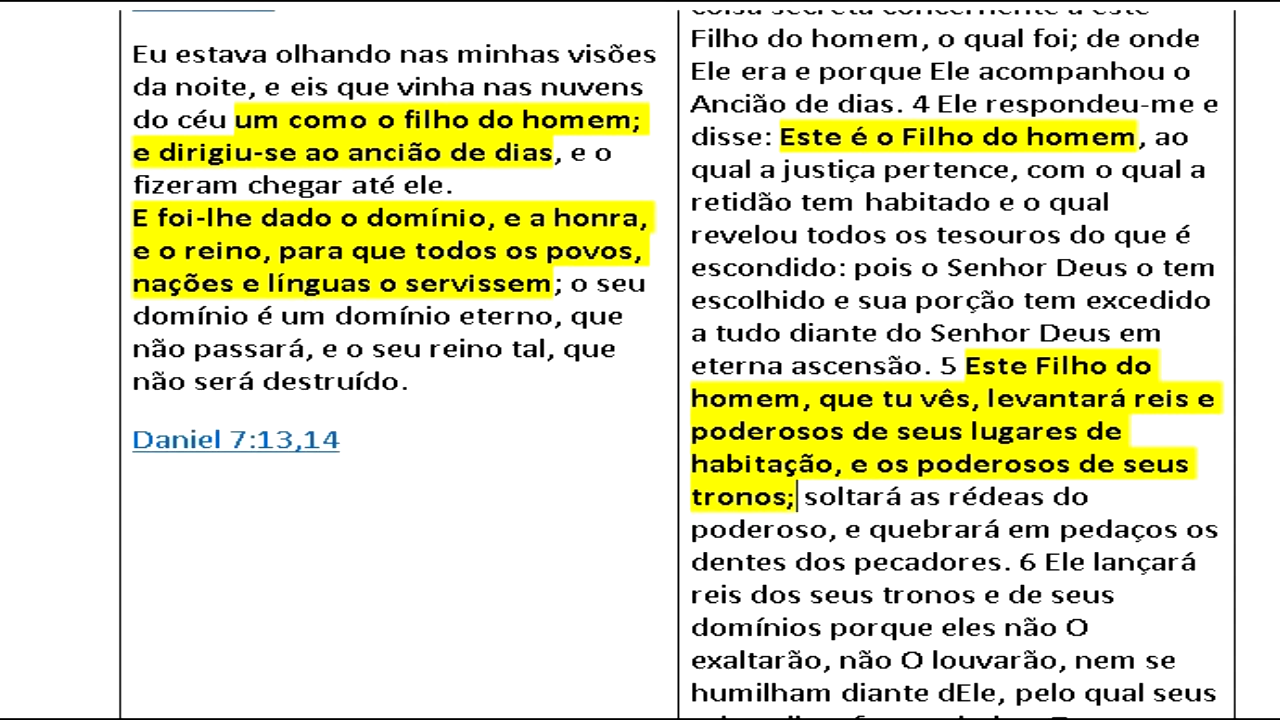 Eu estava olhando nas minhas visões
da noite, e eis que vinha nas nuvens
do céu um como o filho do homem;
e dirigiu-se ao ancião de dias, e o
fizeram chegar até ele.
E foi-lhe dado o domínio, e a honra,
e o reino, para que todos os povos,
nações e línguas o servissem; o seu
domínio é um domínio eterno, que
não passará, e o seu reino tal, que
não será destruído.
Daniel 7:13,14
coisa secreta concernente a este
Filho do homem, o qual foi; de onde
Ele era e porque Ele acompanhou o
Ancião de dias. 4 Ele respondeu-me e
disse: Este é o Filho do homem, ao
qual a justiça pertence, com o qual a
retidão tem habitado e o qual
revelou todos os tesouros do que é
escondido: pois o Senhor Deus o tem
escolhido e sua porção tem excedido
a tudo diante do Senhor Deus em
eterna ascensão. 5 Este Filho do
homem, que tu vês, levantará reis e
poderosos de seus lugares de
habitação, e os poderosos de seus
tronos; soltará as rédeas do
poderoso, e quebrará em pedaços os
dentes dos pecadores. 6 Ele lançará
reis dos seus tronos e de seus
domínios porque eles não O
exaltarão, não O louvarão, nem se
humilham diante dEle, pelo qual seus